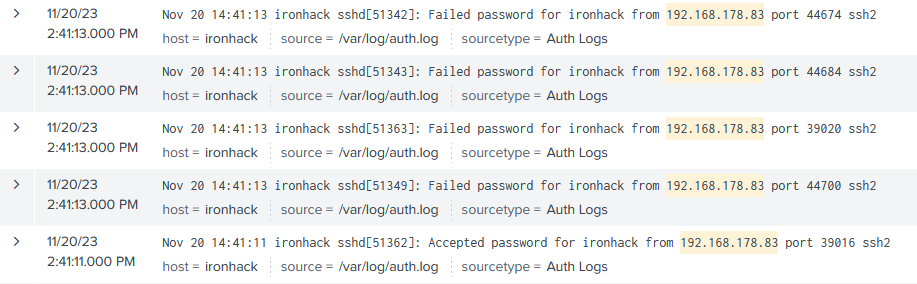 11/20/23 Nov 20 14:41:13 ironhack sshd[51342]: Failed password for ironhack from 192.168.178.83 port 44674 ssh2
2:41:13.000 PM host = ironhack source = /var/log/auth.log sourcetype = Auth Logs
11/20/23 Nov 20 14:41:13 ironhack sshd[51343]: Failed password for ironhack from 192.168.178.83 port 44684 ssh2
2:41:13.000 PM host = ironhack source = /var/log/auth.log sourcetype = Auth Logs
11/20/23 Nov 20 14:41:13 ironhack sshd[51363]: Failed password for ironhack from 192.168.178.83 port 39020 ssh2
2:41:13.000 PM host = ironhack source = /var/log/auth.log sourcetype = Auth Logs
11/20/23 Nov 20 14:41:13 ironhack sshd[51349]: Failed password for ironhack from 192.168.178.83 port 44700 ssh2
2:41:13.000 PM host = ironhack source = /var/log/auth.log sourcetype = Auth Logs
11/20/23 Nov 20 14:41:11 ironhack sshd[51362]: Accepted password for ironhack from 192.168.178.83 port 39016 ssh2
2:41:11.000 PM host = ironhack source = /var/log/auth.log sourcetype = Auth Logs